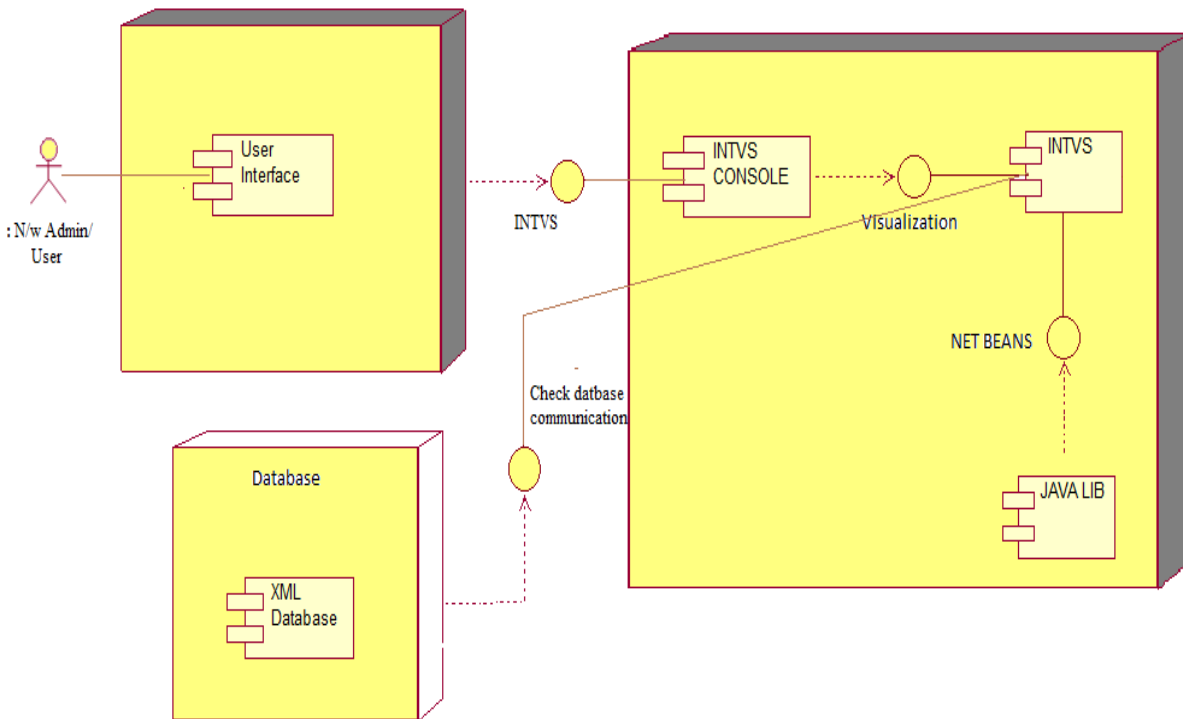 : N/w Admin/
User
User
Interface
INTVS
INTVS
CONSOLE
Visualization
INTVS
NET BEANS
JAVA LIB
Check datbase
communication
Database
XML
Database